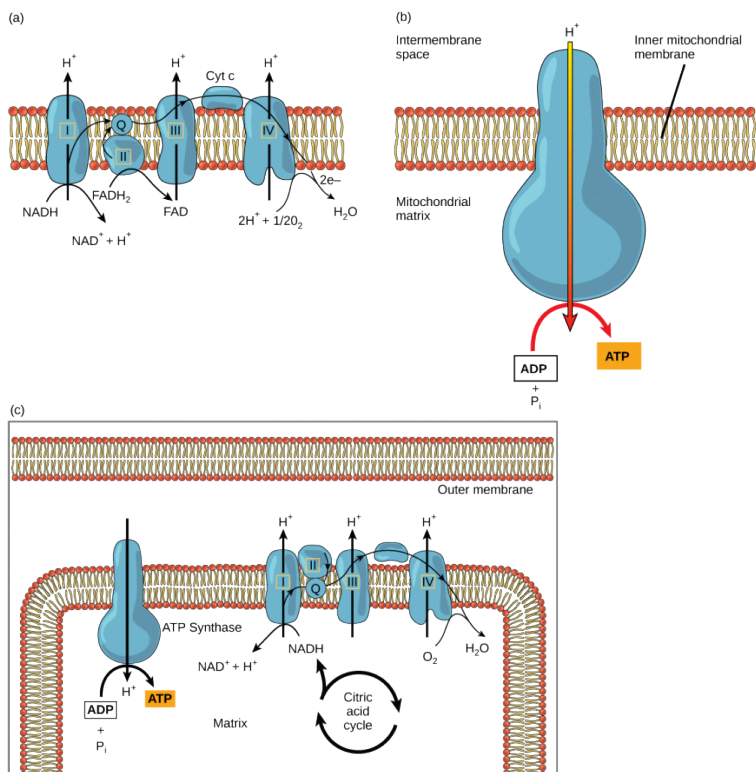 (a)
H⁺
H⁺
H⁺
Cyt c
I
Q
III
IV
II
FADH₂
2e–
NADH
FAD
2H⁺ + 1/2O₂
H₂O
NAD⁺ + H⁺
(b)
H⁺
Intermembrane
space
Inner mitochondrial
membrane
Mitochondrial
matrix
ADP
+
Pᵢ
ATP
(c)
Outer membrane
H⁺
H⁺
H⁺
II
I
Q
III
IV
ATP Synthase
NAD⁺ + H⁺
NADH
O₂
H₂O
H⁺
ADP
+
Pᵢ
ATP
Matrix
Citric
acid
cycle